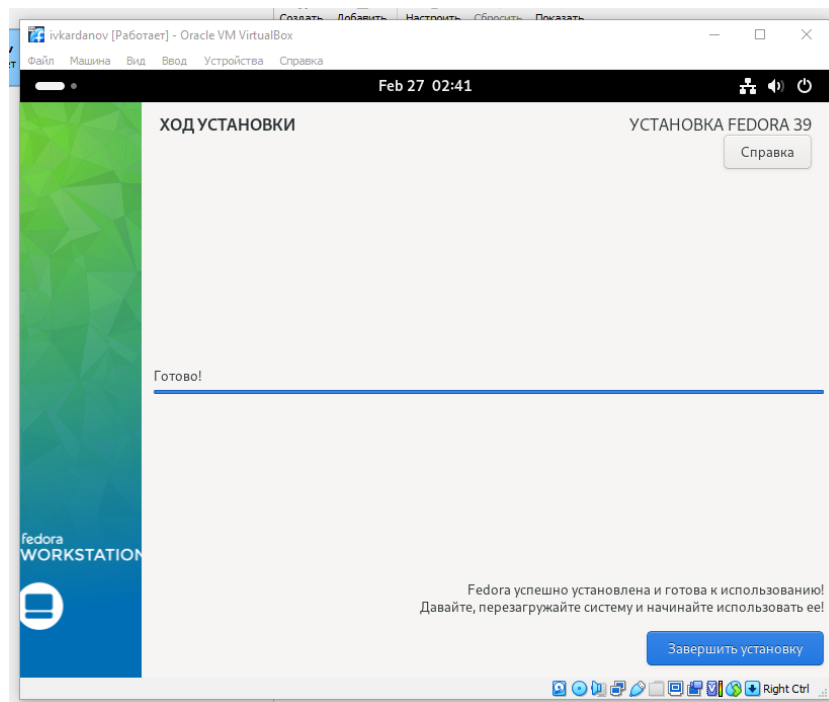 Создать Добавить Настроить Сбросить Показать
ivkardanov [Работает] - Oracle VM VirtualBox
Файл Машина Вид Ввод Устройства Справка
Feb 27 02:41
ХОД УСТАНОВКИ
УСТАНОВКА FEDORA 39
Справка
Готово!
fedora
WORKSTATION
Fedora успешно установлена и готова к использованию!
Давайте, перезагружайте систему и начинайте использовать ее!
Завершить установку
Right Ctrl